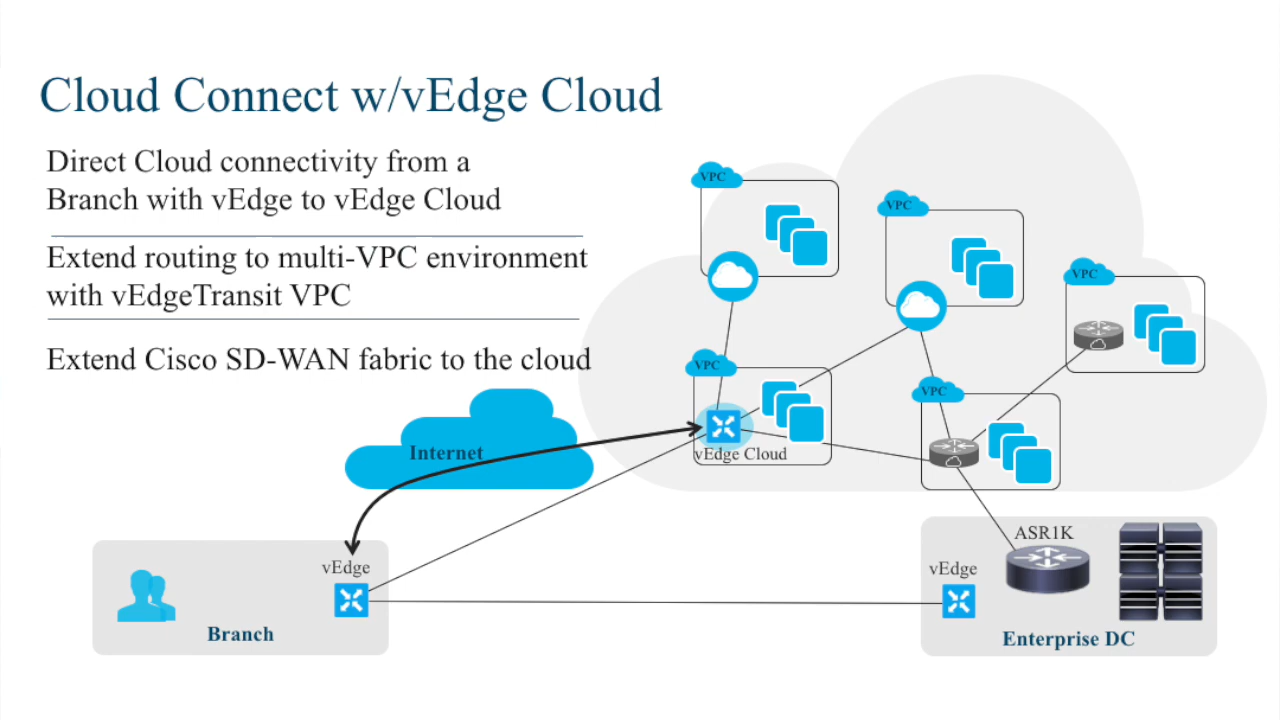 Cloud Connect w/vEdge Cloud
Direct Cloud connectivity from a
Branch with vEdge to vEdge Cloud
Extend routing to multi-VPC environment
with vEdgeTransit VPC
Extend Cisco SD-WAN fabric to the cloud
VPC
VPC
VPC
VPC
VPC
vEdge Cloud
Internet
vEdge
Branch
ASR1K
vEdge
Enterprise DC